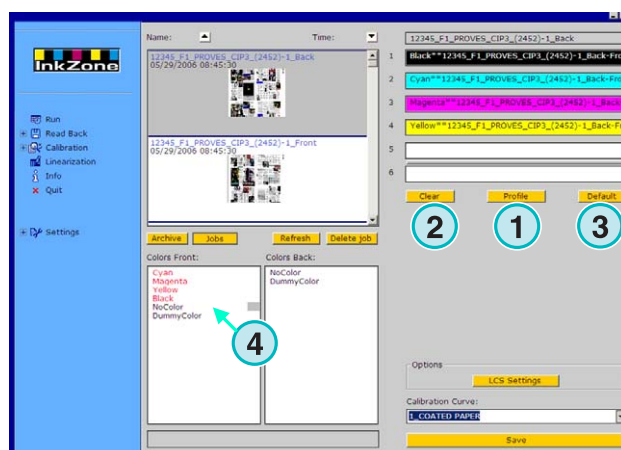 InkZone
Run
Read Back
Calibration
Linearization
Info
Quit
Settings
Name:
Time:
12345_F1_PROVES_CIP3_(2452)-1_Back
05/29/2006 08:45:30
12345_F1_PROVES_CIP3_(2452)-1_Front
05/29/2006 08:45:30
Archive
Jobs
Refresh
Delete job
Colors Front:
Cyan
Magenta
Yellow
Black
NoColor
DummyColor
4
Colors Back:
NoColor
DummyColor
12345_F1_PROVES_CIP3_(2452)-1_Back
1 Black**12345_F1_PROVES_CIP3_(2452)-1_Back-Fro
2 Cyan**12345_F1_PROVES_CIP3_(2452)-1_Back-Fro
3 Magenta**12345_F1_PROVES_CIP3_(2452)-1_Back
4 Yellow**12345_F1_PROVES_CIP3_(2452)-1_Back-F
5
6
Clear
Profile
Default
2
1
3
Options
LCS Settings
Calibration Curve:
1_COATED PAPER
Save